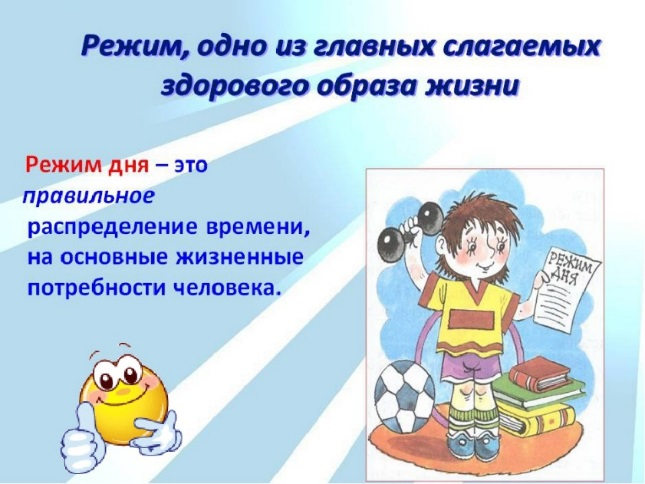 Режим, одно из главных слагаемых
здорового образа жизни
Режим дня – это
правильное
распределение времени,
на основные жизненные
потребности человека.
РЕЖИМ
ДНЯ